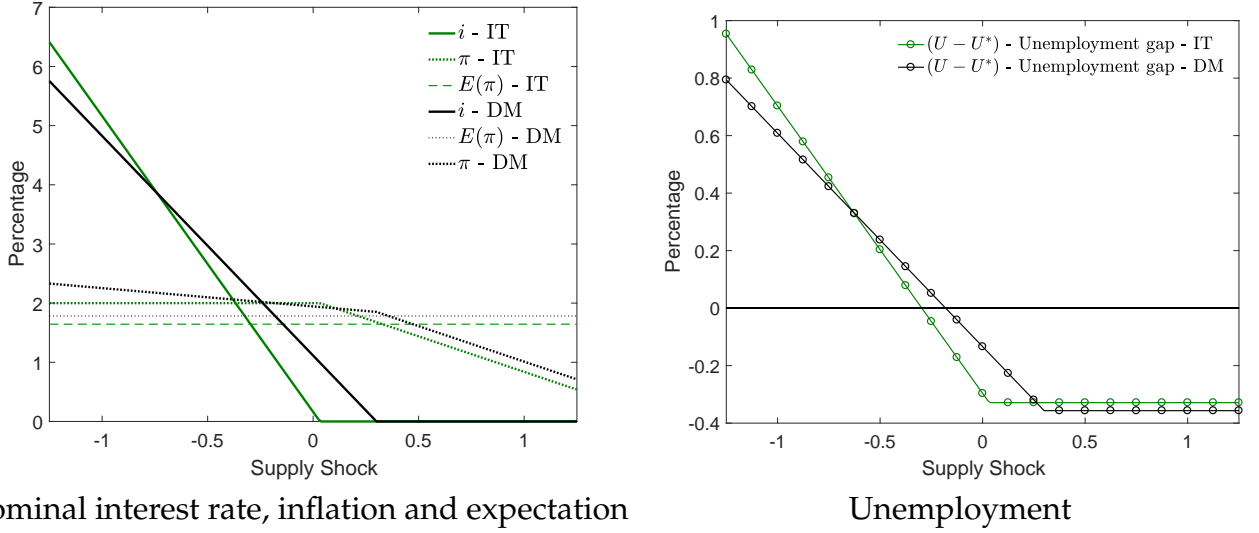 7
6
5
4
3
2
1
0
Percentage
-1
-0.5
0
0.5
1
Supply Shock
i - IT
π - IT
E(π) - IT
i - DM
E(π) - DM
π - DM
ominal interest rate, inflation and expectation
1
0.8
0.6
0.4
0.2
0
-0.2
-0.4
Percentage
-1
-0.5
0
0.5
1
Supply Shock
(U − U*) - Unemployment gap - IT
(U − U*) - Unemployment gap - DM
Unemployment